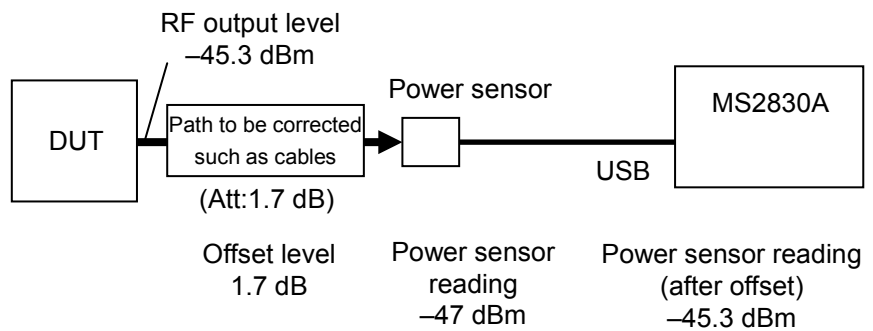 RF output level
–45.3 dBm
Power sensor
MS2830A
DUT
Path to be corrected
such as cables
USB
(Att:1.7 dB)
Offset level
1.7 dB
Power sensor
reading
–47 dBm
Power sensor reading
(after offset)
–45.3 dBm